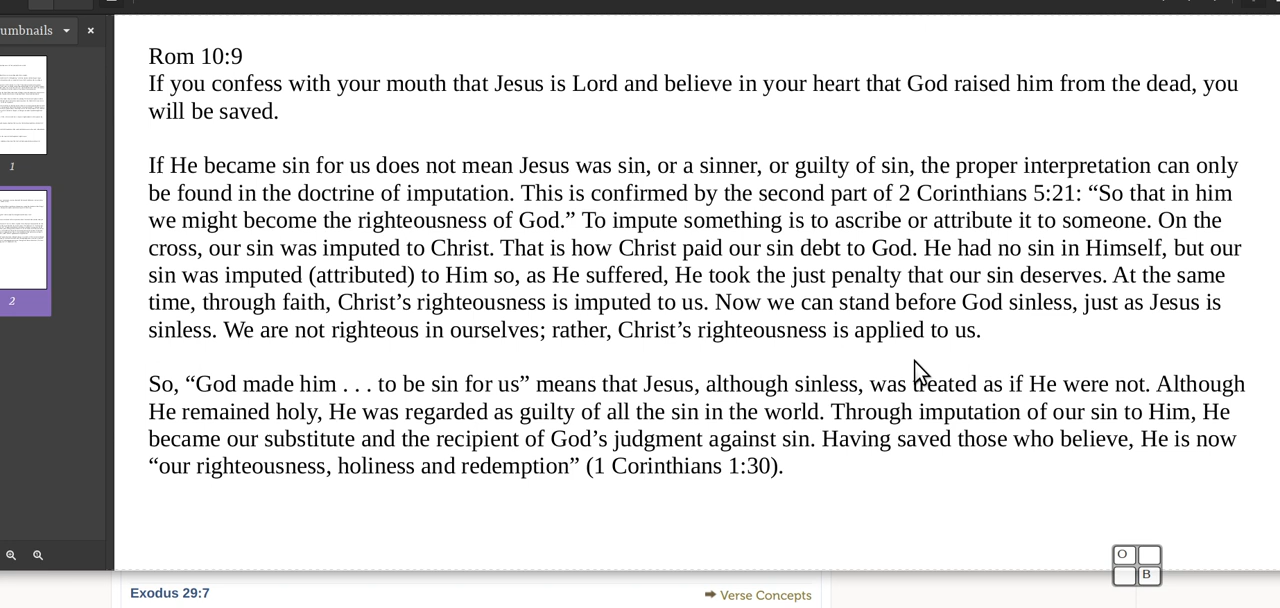 umbnails
Rom 10:9
If you confess with your mouth that Jesus is Lord and believe in your heart that God raised him from the dead, you
will be saved.
If He became sin for us does not mean Jesus was sin, or a sinner, or guilty of sin, the proper interpretation can only
be found in the doctrine of imputation. This is confirmed by the second part of 2 Corinthians 5:21: “So that in him
we might become the righteousness of God.” To impute something is to ascribe or attribute it to someone. On the
cross, our sin was imputed to Christ. That is how Christ paid our sin debt to God. He had no sin in Himself, but our
sin was imputed (attributed) to Him so, as He suffered, He took the just penalty that our sin deserves. At the same
time, through faith, Christ’s righteousness is imputed to us. Now we can stand before God sinless, just as Jesus is
sinless. We are not righteous in ourselves; rather, Christ’s righteousness is applied to us.
So, “God made him . . . to be sin for us” means that Jesus, although sinless, was treated as if He were not. Although
He remained holy, He was regarded as guilty of all the sin in the world. Through imputation of our sin to Him, He
became our substitute and the recipient of God’s judgment against sin. Having saved those who believe, He is now
“our righteousness, holiness and redemption” (1 Corinthians 1:30).
1
2
O
B
Exodus 29:7
Verse Concepts